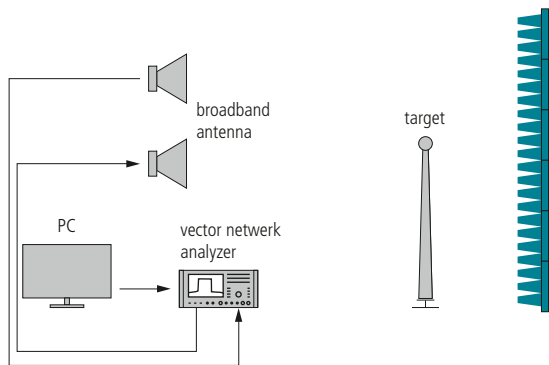 broadband
antenna
target
PC
vector netwerk
analyzer